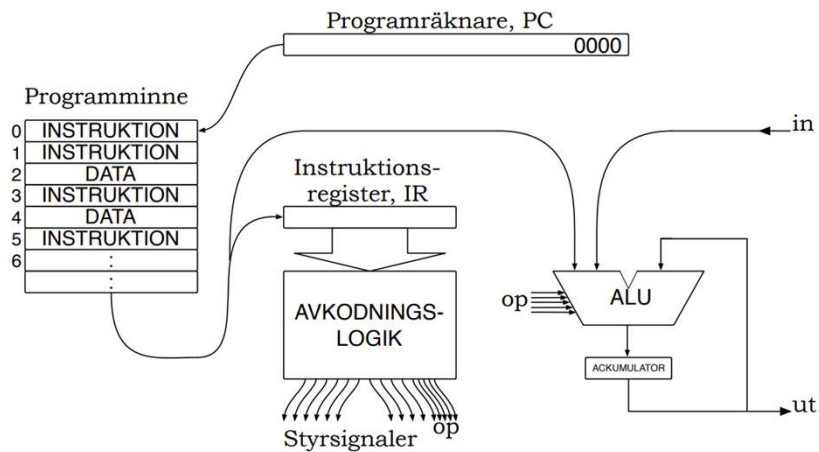 Programräknare, PC
0000
Programminne
0 INSTRUKTION
1 INSTRUKTION
2 DATA
3 INSTRUKTION
4 DATA
5 INSTRUKTION
6 :
:
in
Instruktions-
register, IR
AVKODNINGS-
LOGIK
op
Styrsignaler
op
ALU
ACKUMULATOR
ut